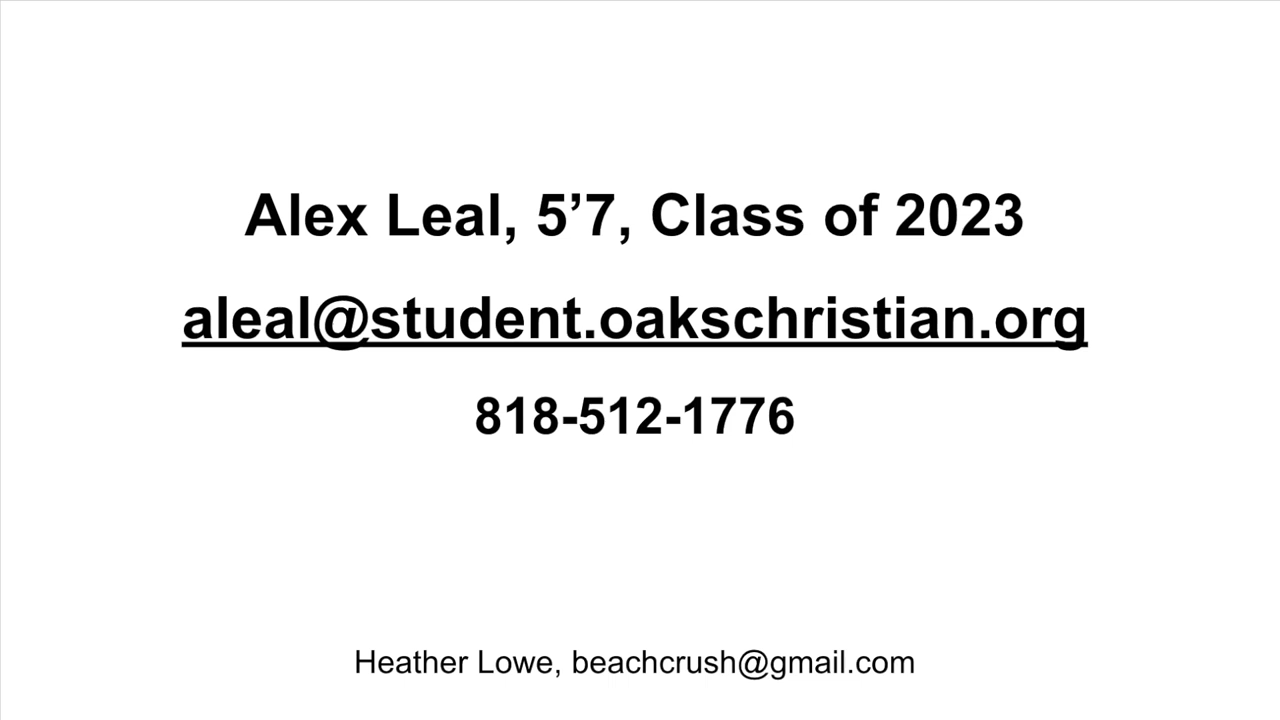 Alex Leal, 5’7, Class of 2023
aleal@student.oakschristian.org
818-512-1776
Heather Lowe, beachcrush@gmail.com